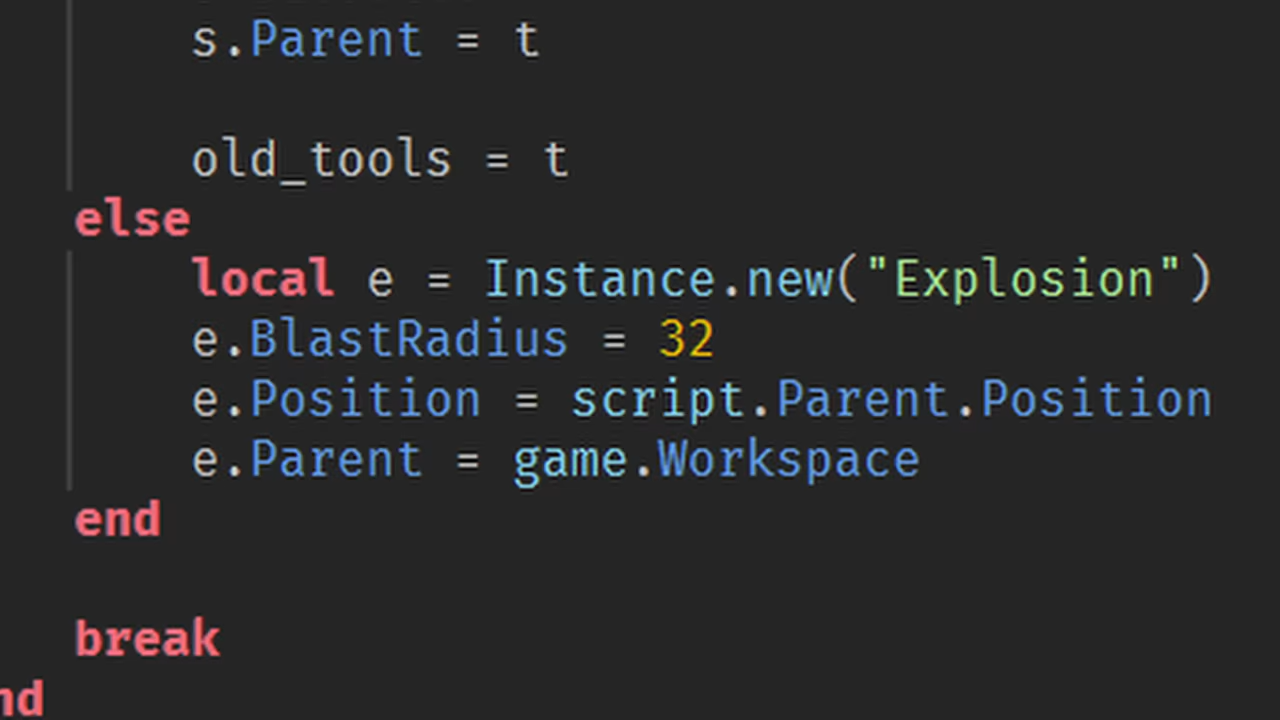 s.Parent = t
old_tools = t
else
local e = Instance.new("Explosion")
e.BlastRadius = 32
e.Position = script.Parent.Position
e.Parent = game.Workspace
end
break
nd